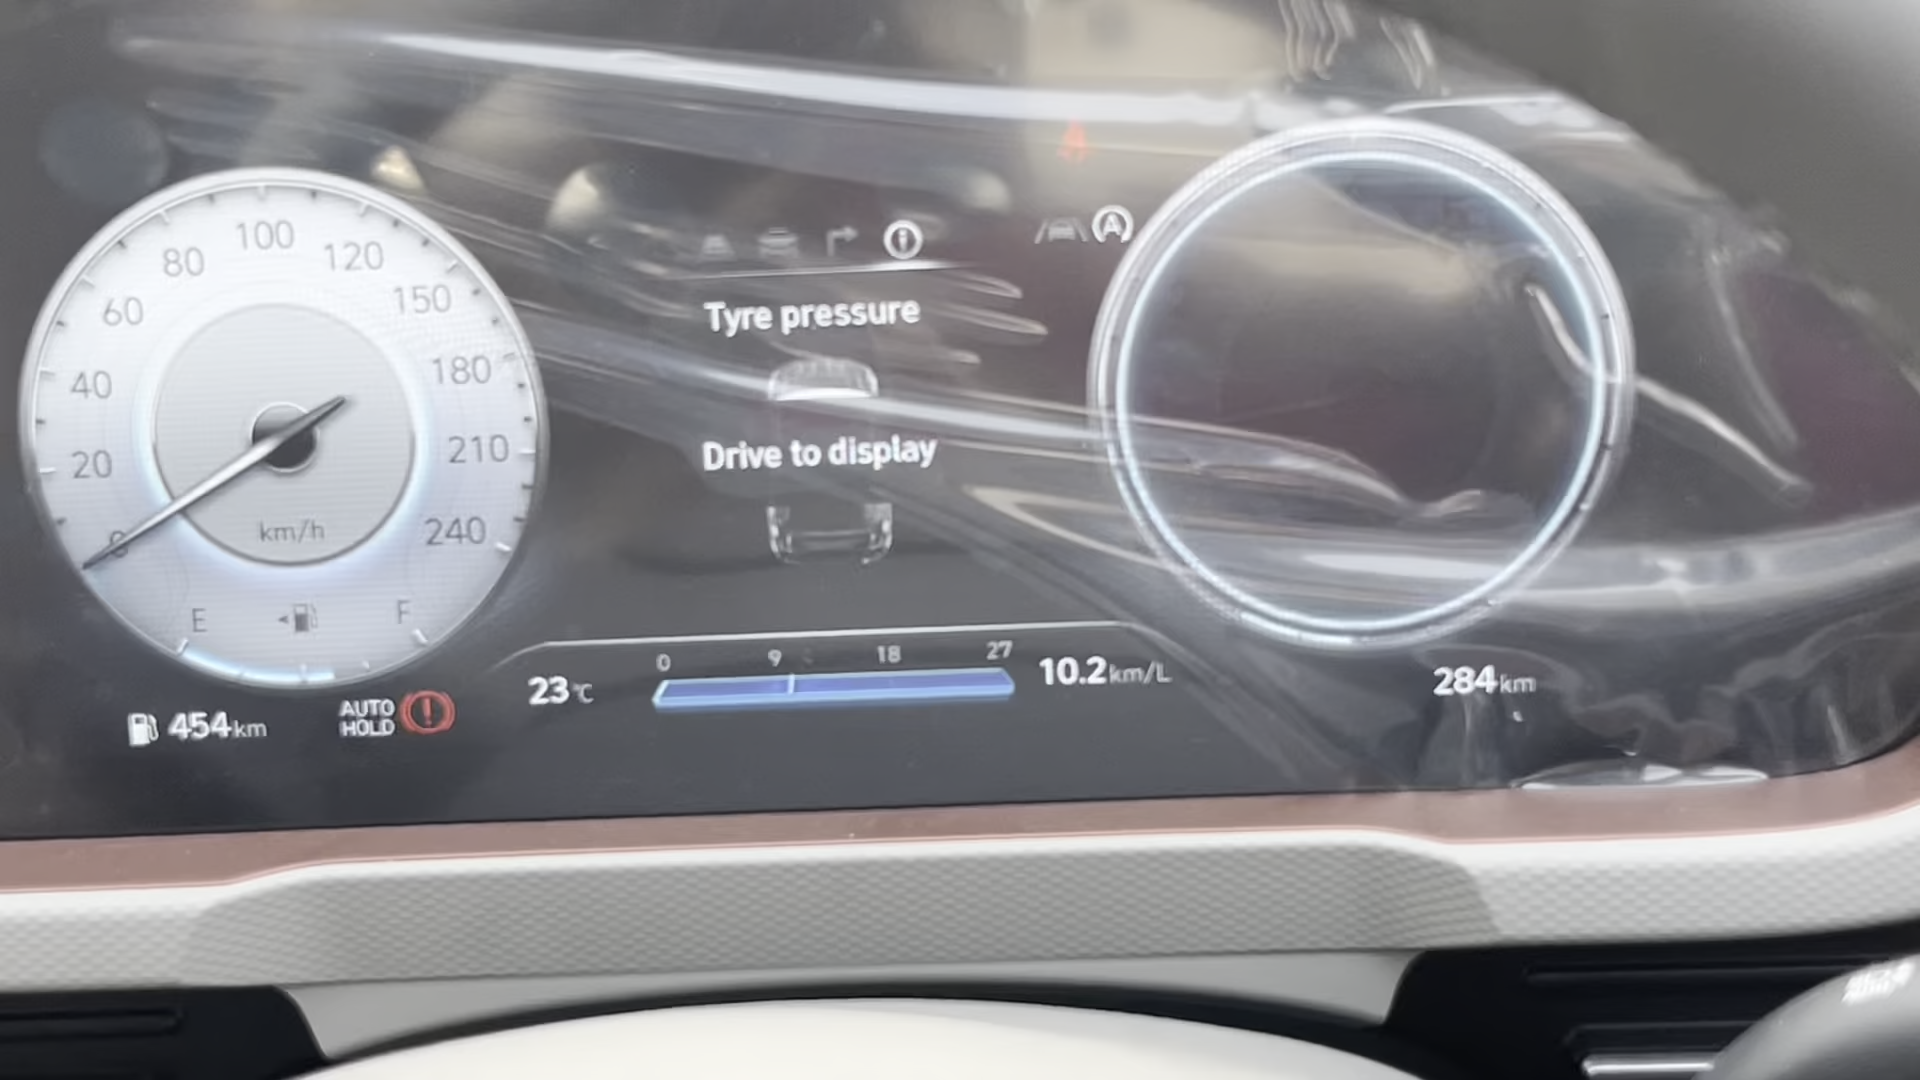 100
80
120
60
150
40
180
20
210
0
240
km/h
E
F
454km
AUTO
HOLD
Tyre pressure
Drive to display
23°C
0 9 18 27
10.2km/L
A
284km